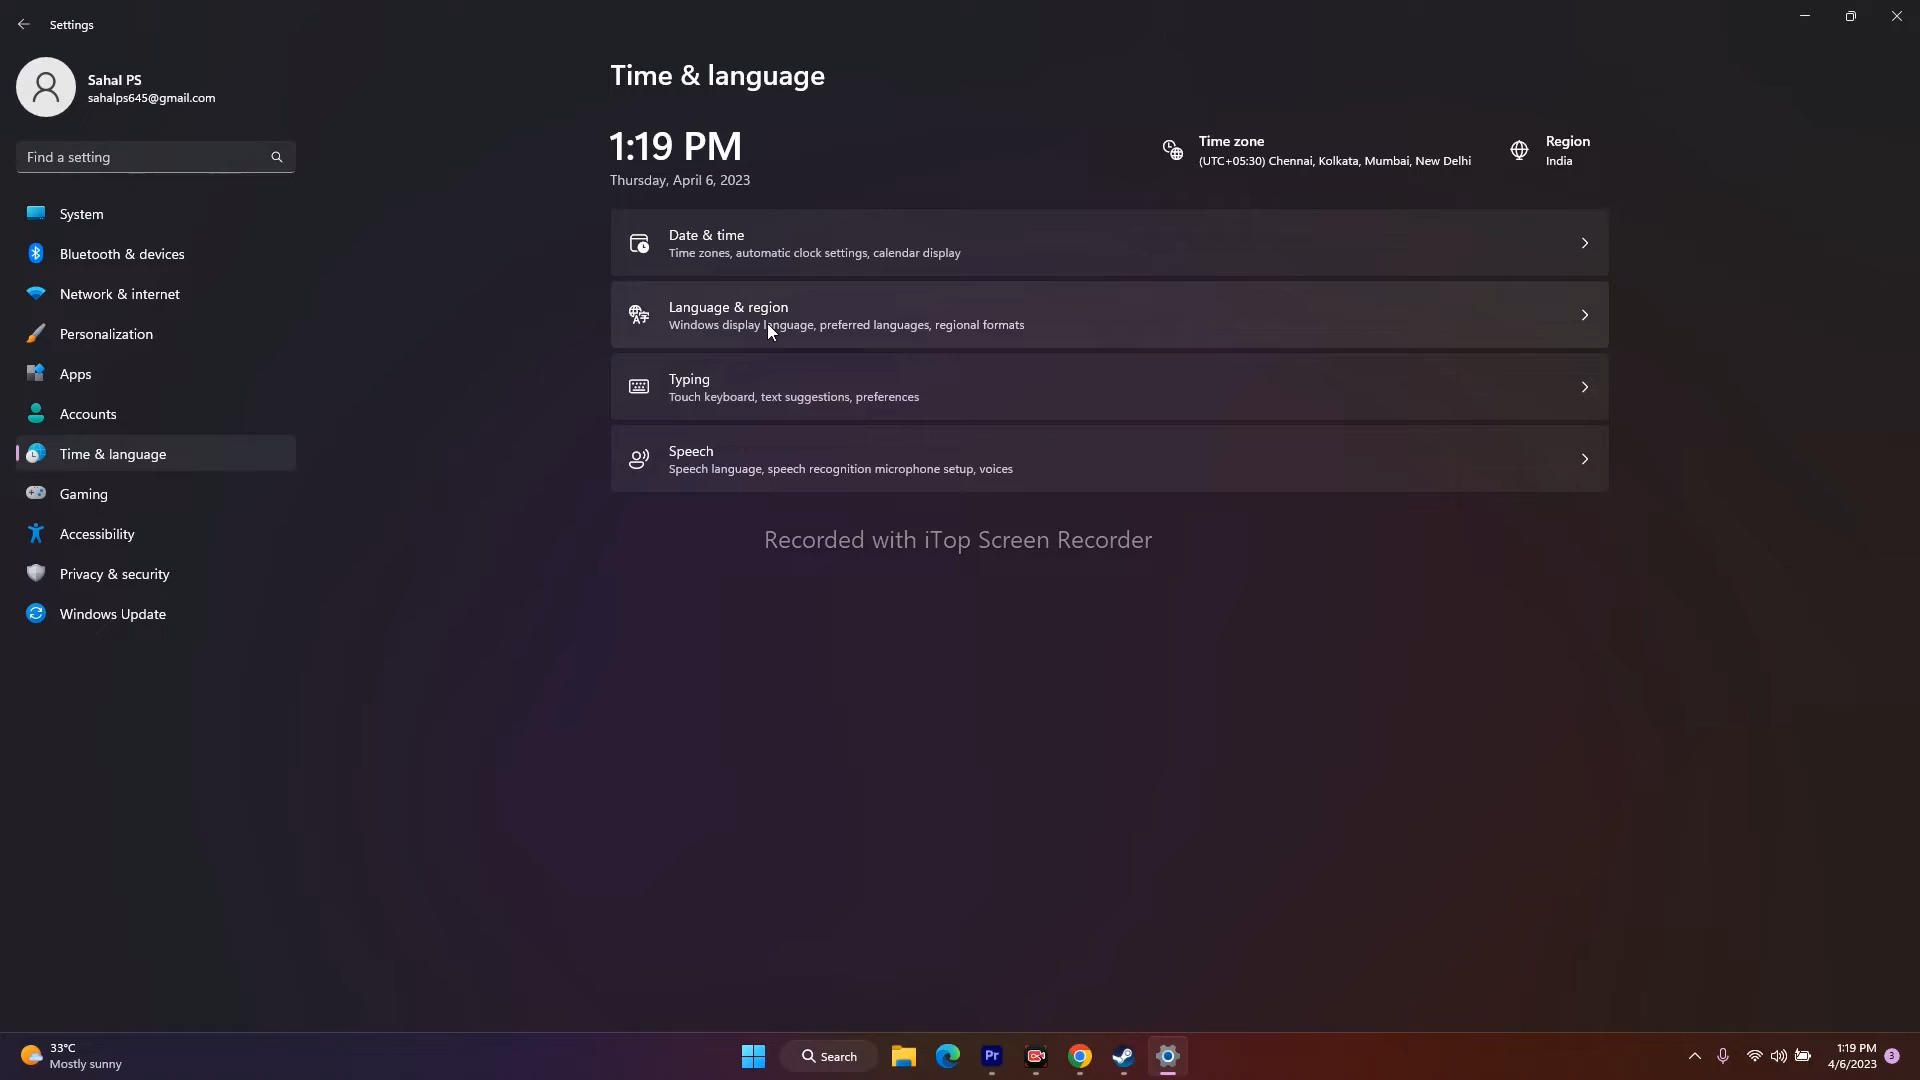 Settings
Sahal PS
sahalps645@gmail.com
Find a setting
System
Bluetooth & devices
Network & internet
Personalization
Apps
Accounts
Time & language
Gaming
Accessibility
Privacy & security
Windows Update
Time & language
1:19 PM
Thursday, April 6, 2023
Time zone
(UTC+05:30) Chennai, Kolkata, Mumbai, New Delhi
Region
India
Date & time
Time zones, automatic clock settings, calendar display
Language & region
Windows display language, preferred languages, regional formats
Typing
Touch keyboard, text suggestions, preferences
Speech
Speech language, speech recognition microphone setup, voices
Recorded with iTop Screen Recorder
33°C
Mostly sunny
Search
Pr
1:19 PM
4/6/2023
3